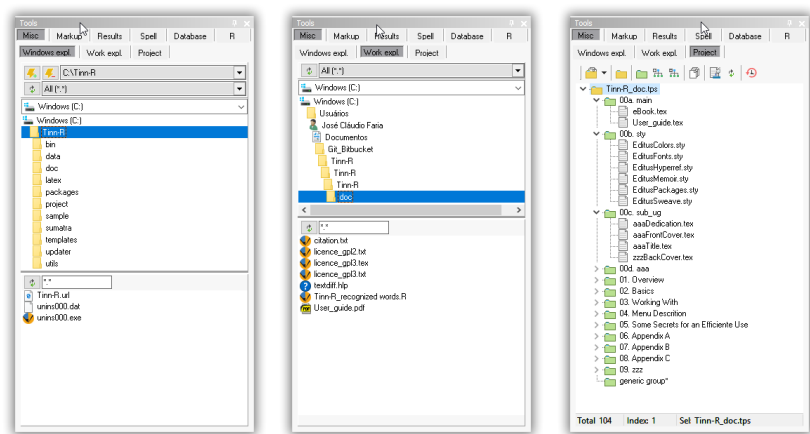 Tools
Misc Markup Results Spell Database R
Windows expl. Work expl. Project
C:\Tinn-R
All (*.*)
Windows (C:)
Windows (C:)
Tinn-R
bin
data
doc
latex
packages
project
sample
sumatra
templates
updater
utils
*.*
Tinn-R.url
unins000.dat
unins000.exe
Tools
Misc Markup Results Spell Database R
Windows expl. Work expl. Project
All (*.*)
Windows (C:)
Windows (C:)
Usuários
José Cláudio Faria
Documentos
Git_Bitbucket
Tinn-R
Tinn-R
Tinn-R
doc
*.*
citation.txt
licence_gpl2.txt
licence_gpl3.tex
licence_gpl3.txt
textdiff.hlp
Tinn-R_recognized words.R
User_guide.pdf
Tools
Misc Markup Results Spell Database R
Windows expl. Work expl. Project
Tinn-R_doc.tps
00a. main
eBook.tex
User_guide.tex
00b. sty
EditusColors.sty
EditusFonts.sty
EditusHyperref.sty
EditusMemoir.sty
EditusPackages.sty
EditusSweave.sty
00c. sub_ug
aaaDedication.tex
aaaFrontCover.tex
aaaTitle.tex
zzzBackCover.tex
00d. aaa
01. Overview
02. Basics
03. Working With
04. Menu Descrition
05. Some Secrets for an Efficiente Use
06. Appendix A
07. Appendix B
08. Appendix C
09. zzz
generic group*
Total 104 Index: 1 Sel: Tinn-R_doc.tps